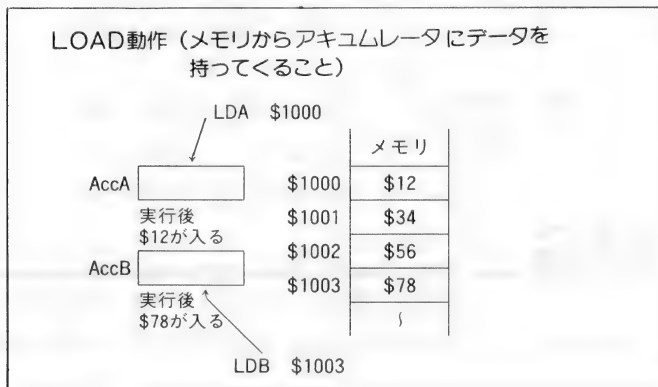 LOAD動作（メモリからアキュムレータにデータを
持ってくること）
LDA $1000
メモリ
AccA
$1000 $12
実行後
$12が入る
$1001 $34
$1002 $56
AccB
$1003 $78
実行後
$78が入る
LDB $1003